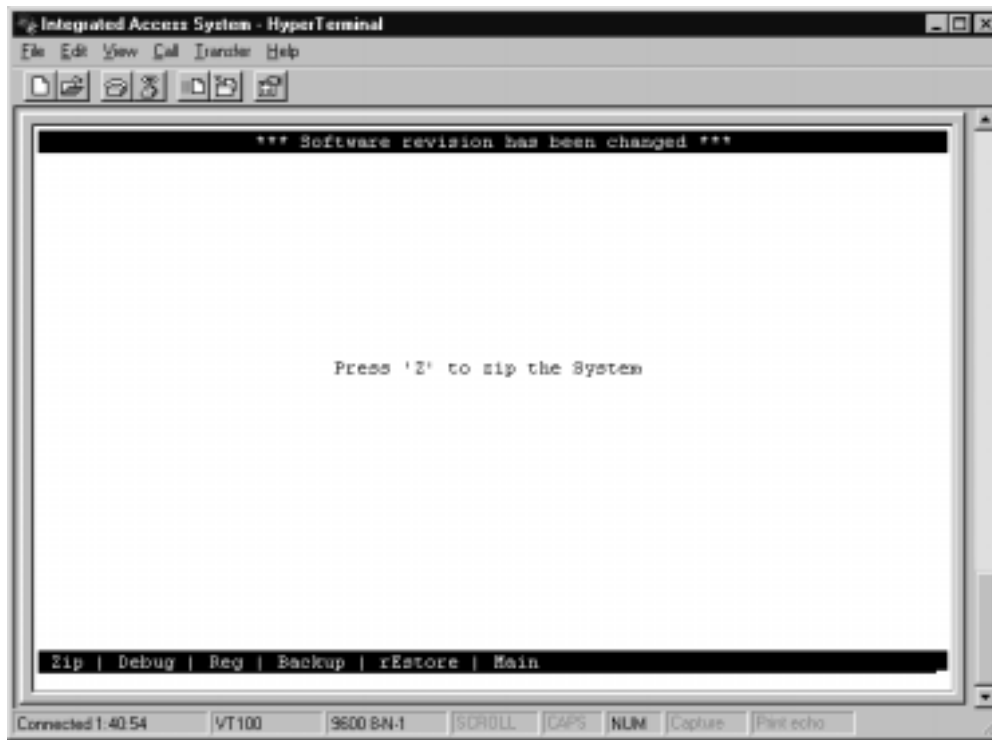 Integrated Access System - HyperTerminal
File Edit View Call Transfer Help
*** Software revision has been changed ***
Press 'Z' to zip the System
Zip | Debug | Reg | Backup | rEstore | Main
Connected 1:40:54 VT100 9600 8-N-1 SCROLL CAPS NUM Capture Print echo